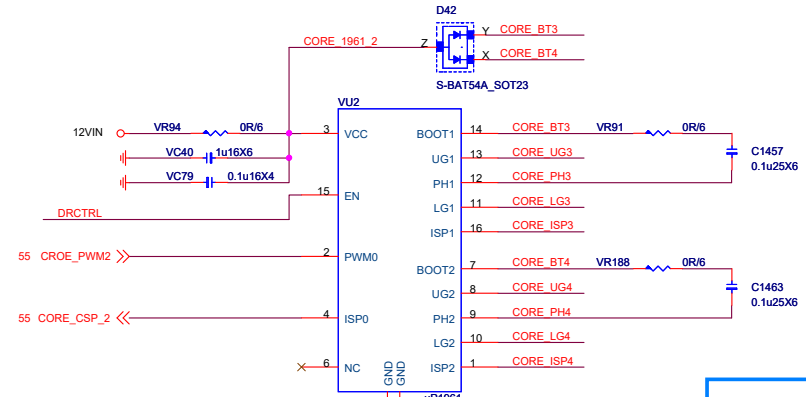 D42
CORE_1961_2
Z
Y CORE_BT3
X CORE_BT4
S-BAT54A_SOT23
VU2
12VIN VR94 0R/6 3 VCC
VC40 1u16X6
VC79 0.1u16X4
15 EN
DRCTRL
55 CROE_PWM2 2 PWM0
55 CORE_CSP_2 4 ISP0
6 NC
GND
GND
BOOT1 14 CORE_BT3 VR91 0R/6
UG1 13 CORE_UG3
PH1 12 CORE_PH3
LG1 11 CORE_LG3
ISP1 16 CORE_ISP3
C1457
0.1u25X6
BOOT2 7 CORE_BT4 VR188 0R/6
UG2 8 CORE_UG4
PH2 9 CORE_PH4
LG2 10 CORE_LG4
ISP2 1 CORE_ISP4
C1463
0.1u25X6